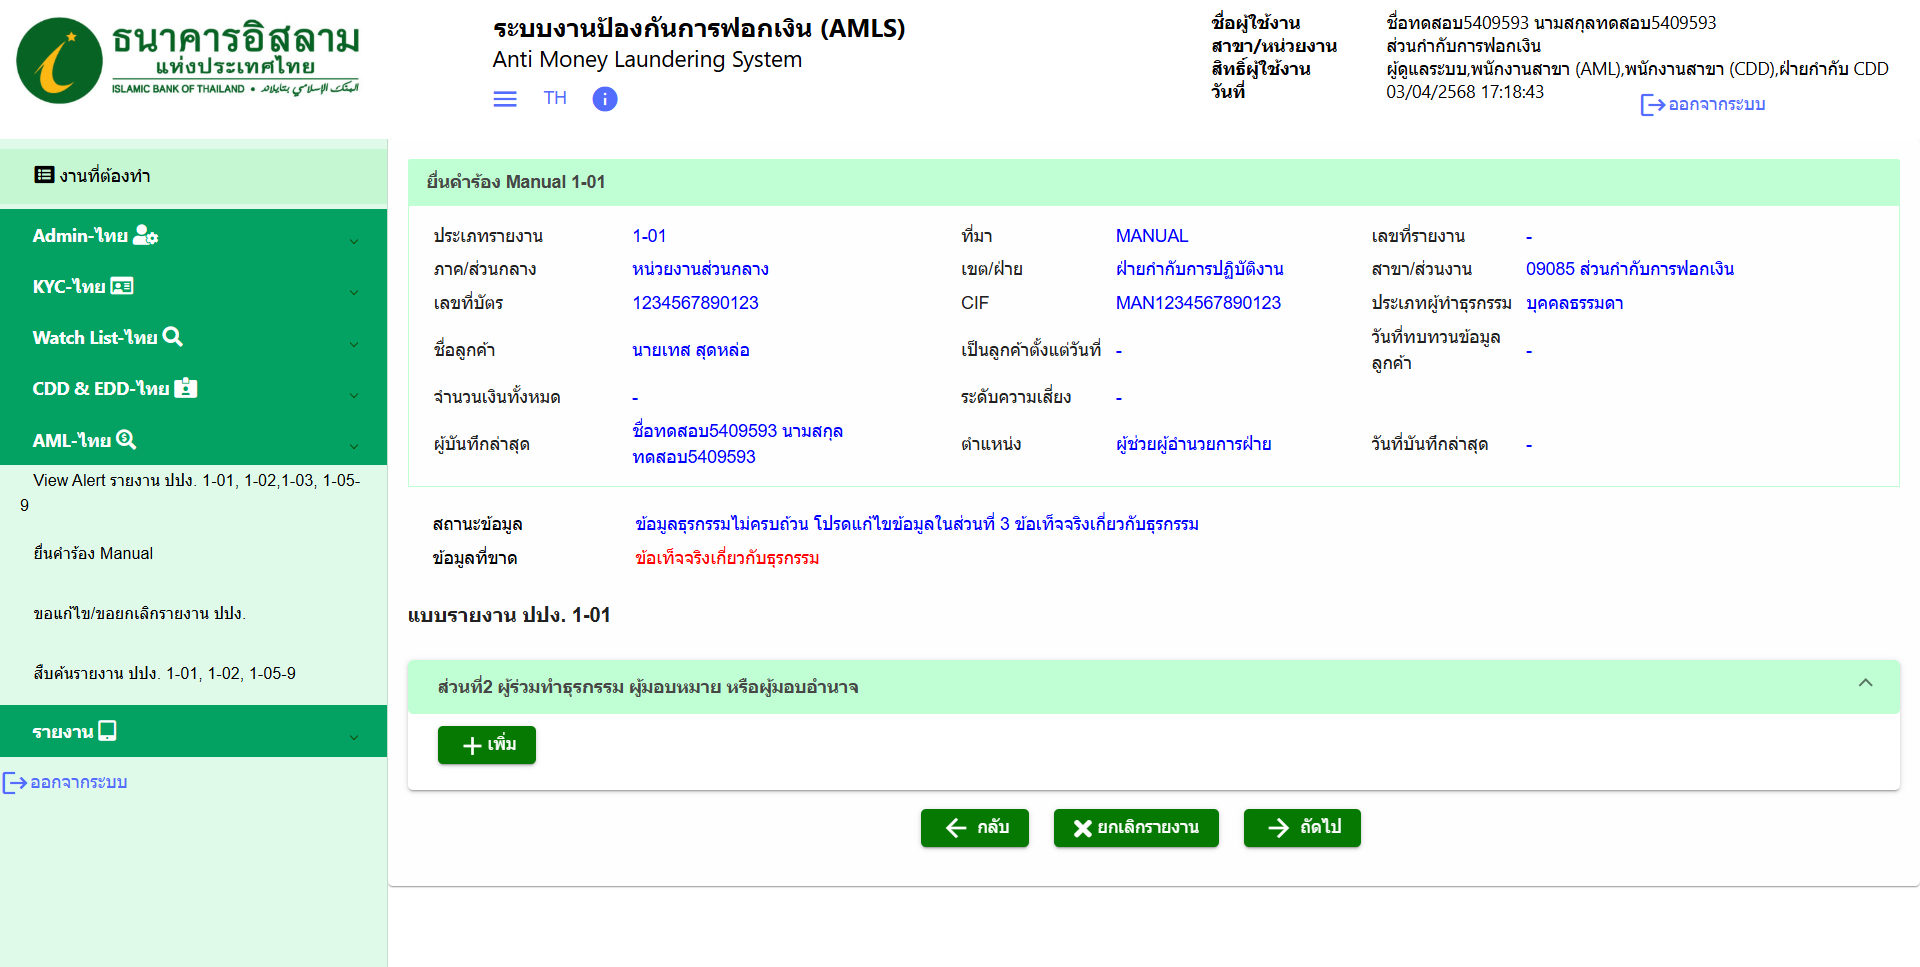 ธนาคารอิสลาม
แห่งประเทศไทย
ISLAMIC BANK OF THAILAND •
ระบบงานป้องกันการฟอกเงิน (AMLS)
Anti Money Laundering System
TH
ชื่อผู้ใช้งาน ชื่อทดสอบ5409593 นามสกุลทดสอบ5409593
สาขา/หน่วยงาน ส่วนกำกับการฟอกเงิน
สิทธิ์ผู้ใช้งาน ผู้ดูแลระบบ,พนักงานสาขา (AML),พนักงานสาขา (CDD),ฝ่ายกำกับ CDD
วันที่ 03/04/2568 17:18:43
ออกจากระบบ
งานที่ต้องทำ
Admin-ไทย
KYC-ไทย
Watch List-ไทย
CDD & EDD-ไทย
AML-ไทย
View Alert รายงาน ปปง. 1-01, 1-02,1-03, 1-05-
9
ยื่นคำร้อง Manual
ขอแก้ไข/ขอยกเลิกรายงาน ปปง.
สืบค้นรายงาน ปปง. 1-01, 1-02, 1-05-9
รายงาน
ออกจากระบบ
ยื่นคำร้อง Manual 1-01
ประเภทรายงาน 1-01 ที่มา MANUAL เลขที่รายงาน -
ภาค/ส่วนกลาง หน่วยงานส่วนกลาง เขต/ฝ่าย ฝ่ายกำกับการปฏิบัติงาน สาขา/ส่วนงาน 09085 ส่วนกำกับการฟอกเงิน
เลขที่บัตร 1234567890123 CIF MAN1234567890123 ประเภทผู้ทำธุรกรรม บุคคลธรรมดา
ชื่อลูกค้า นายเทส สุดหล่อ เป็นลูกค้าตั้งแต่วันที่ - วันที่ทบทวนข้อมูล
ลูกค้า -
จำนวนเงินทั้งหมด - ระดับความเสี่ยง -
ผู้บันทึกล่าสุด ชื่อทดสอบ5409593 นามสกุล
ทดสอบ5409593 ตำแหน่ง ผู้ช่วยผู้อำนวยการฝ่าย วันที่บันทึกล่าสุด -
สถานะข้อมูล ข้อมูลธุรกรรมไม่ครบถ้วน โปรดแก้ไขข้อมูลในส่วนที่ 3 ข้อเท็จจริงเกี่ยวกับธุรกรรม
ข้อมูลที่ขาด ข้อเท็จจริงเกี่ยวกับธุรกรรม
แบบรายงาน ปปง. 1-01
ส่วนที่2 ผู้ร่วมทำธุรกรรม ผู้มอบหมาย หรือผู้มอบอำนาจ
เพิ่ม
กลับ ยกเลิกรายงาน ถัดไป